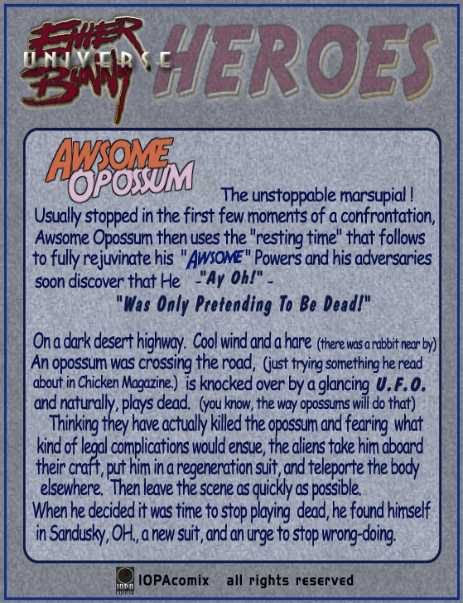 ETHER
UNIVERSE
BUNNY
HEROES
AWSOME
OPOSSUM
The unstoppable marsupial !
Usually stopped in the first few moments of a confrontation,
Awsome Opossum then uses the "resting time" that follows
to fully rejuvinate his "AWSOME" Powers and his adversaries
soon discover that He -"Ay Oh!" -
"Was Only Pretending To Be Dead!"
On a dark desert highway. Cool wind and a hare (there was a rabbit near by)
An opossum was crossing the road, (just trying something he read
about in Chicken Magazine.) is knocked over by a glancing U.F.O.
and naturally, plays dead. (you know, the way opossums will do that)
Thinking they have actually killed the opossum and fearing what
kind of legal complications would ensue, the aliens take him aboard
their craft, put him in a regeneration suit, and teleporte the body
elsewhere. Then leave the scene as quickly as possible.
When he decided it was time to stop playing dead, he found himself
in Sandusky, OH., a new suit, and an urge to stop wrong-doing.
IOPA
COMIX
IOPAcomix all rights reserved